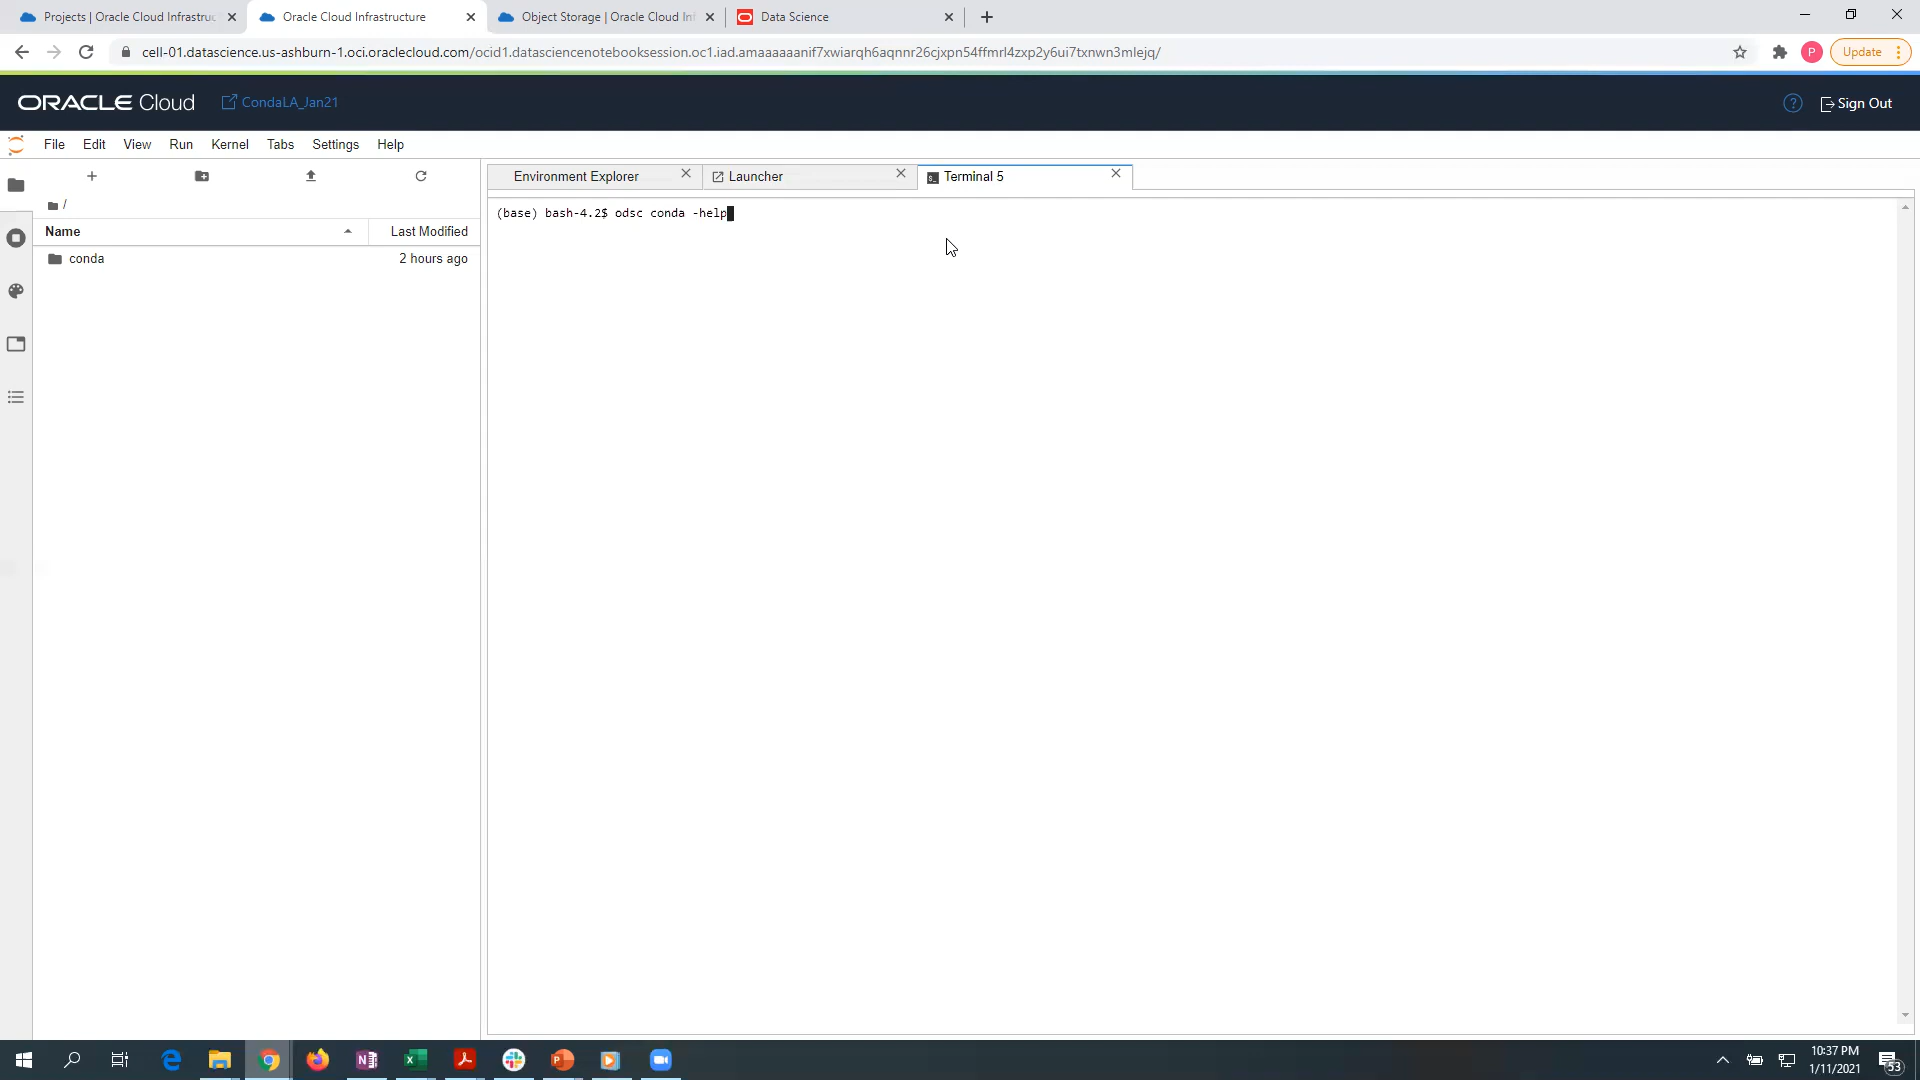 Projects | Oracle Cloud Infrastruc
Oracle Cloud Infrastructure
Object Storage | Oracle Cloud Inf
Data Science
cell-01.datascience.us-ashburn-1.oci.oraclecloud.com/ocid1.datasciencenotebooksession.oc1.iad.amaaaaaanif7xwiarqh6aqnnr26cjxpn54ffmrl4zxp2y6ui7txnwn3mlejq/
P
Update
ORACLE Cloud
CondaLA_Jan21
?
Sign Out
File
Edit
View
Run
Kernel
Tabs
Settings
Help
Environment Explorer
Launcher
Terminal 5
/
(base) bash-4.2$ odsc conda -help
Name
Last Modified
conda
2 hours ago
10:37 PM
1/11/2021
53